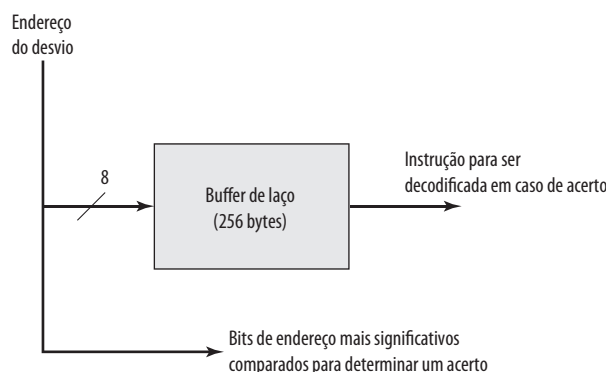 Endereço
do desvio
8
Buffer de laço
(256 bytes)
Instrução para ser
decodificada em caso de acerto
Bits de endereço mais significativos
comparados para determinar um acerto